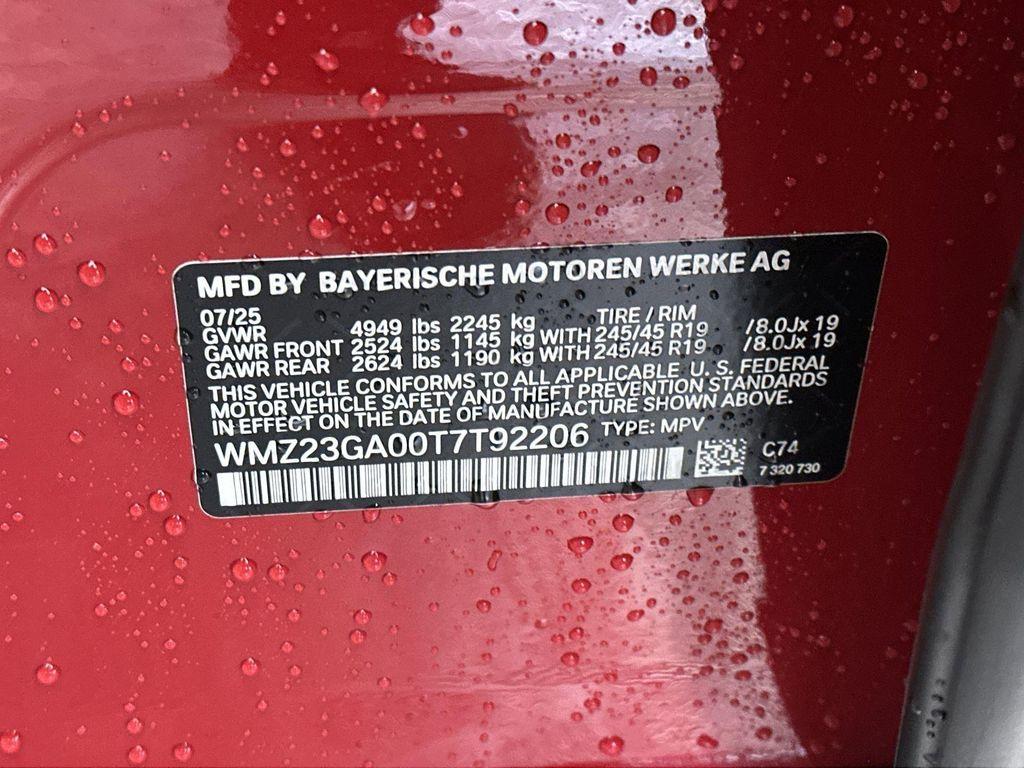 MFD BY BAYERISCHE MOTOREN WERKE AG
07/25 TIRE / RIM
GVWR 4949 lbs 2245 kg
GAWR FRONT 2524 lbs 1145 kg WITH 245/45 R19 /8.0Jx 19
GAWR REAR 2624 lbs 1190 kg WITH 245/45 R19 /8.0Jx 19
THIS VEHICLE CONFORMS TO ALL APPLICABLE U.S. FEDERAL
MOTOR VEHICLE SAFETY AND THEFT PREVENTION STANDARDS
IN EFFECT ON THE DATE OF MANUFACTURE SHOWN ABOVE.
WMZ23GA00T7T92206 TYPE: MPV
C74
7 320 730